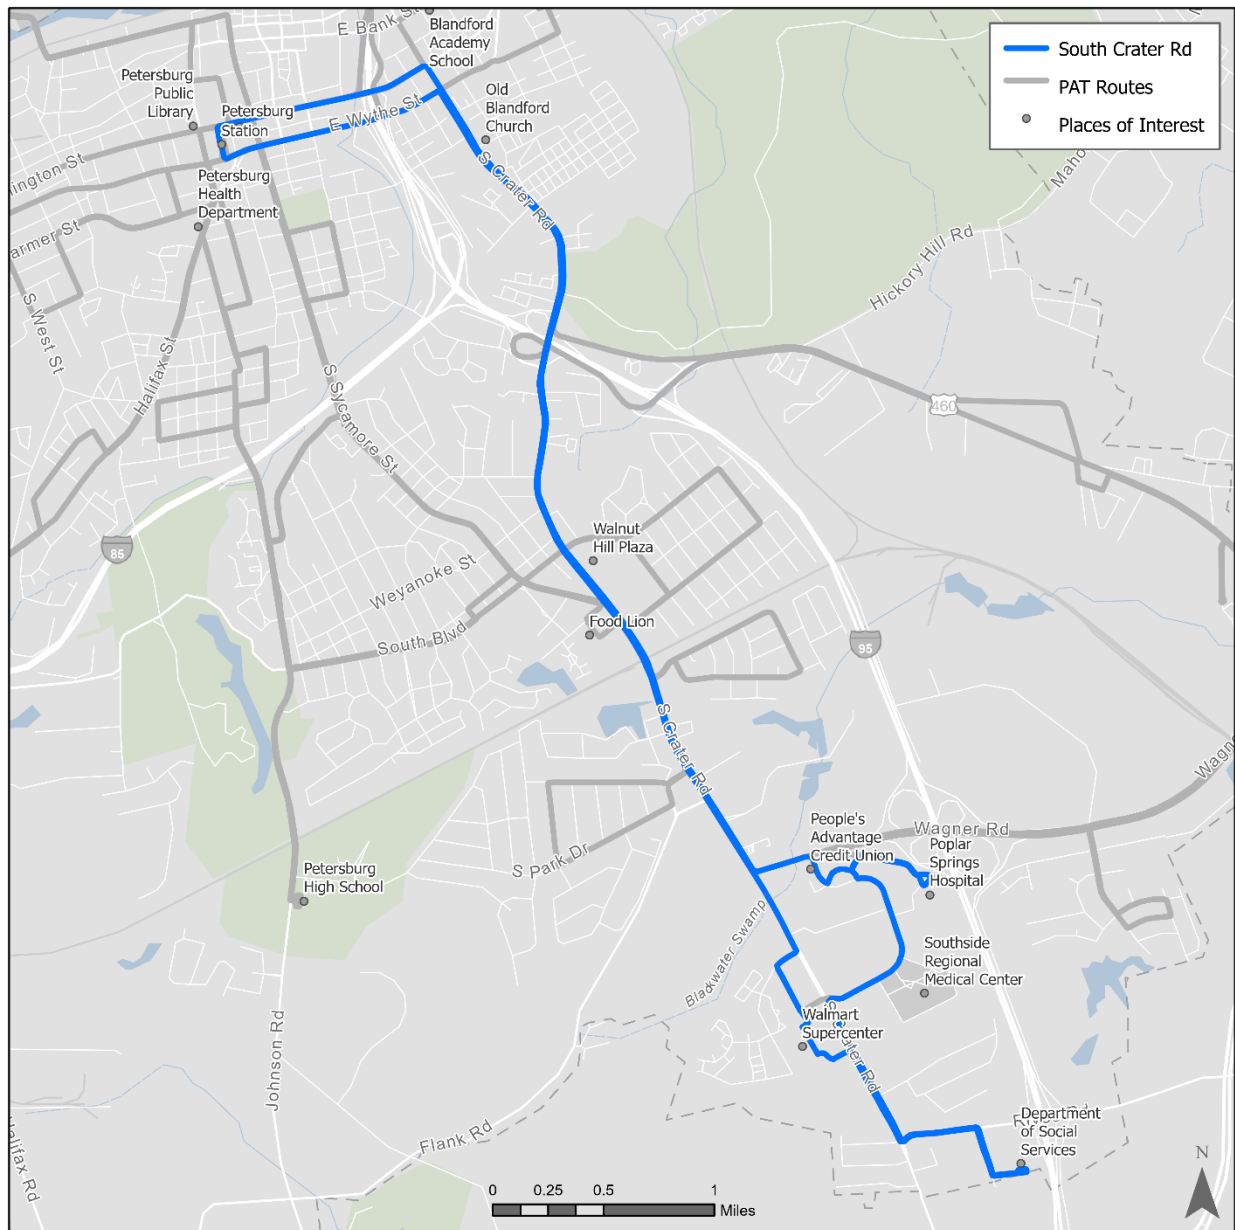 E Bank St
Blandford
Academy
School
South Crater Rd
PAT Routes
Places of Interest
Petersburg
Public
Library
Petersburg
Station
E Wythe St
Old
Blandford
Church
ington St
Petersburg
Health
Department
S Crater Rd
Maho
armer St
Hickory Hill Rd
S West St
Halifax St
S Sycamore St
460
85
Walnut
Hill Plaza
Weyanoke St
South Blvd
Food Lion
95
S Crater Rd
Wagne
People's
Advantage
Credit Union
Wagner Rd
Poplar
Springs
Hospital
S Park Dr
Petersburg
High School
Blackwater Swamp
Southside
Regional
Medical Center
Walmart
Supercenter
S Crater Rd
Johnson Rd
Flank Rd
Halifax Rd
Department
of Social
Services
N
0 0.25 0.5 1
Miles